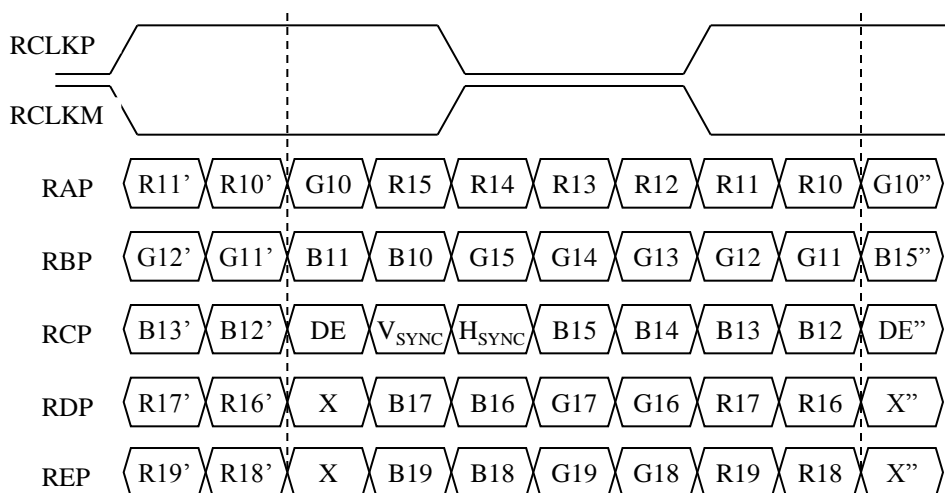 RCLKP
RCLKM
RAP R11’ R10’ G10 R15 R14 R13 R12 R11 R10 G10”
RBP G12’ G11’ B11 B10 G15 G14 G13 G12 G11 B15”
RCP B13’ B12’ DE VSYNC HSYNC B15 B14 B13 B12 DE”
RDP R17’ R16’ X B17 B16 G17 G16 R17 R16 X”
REP R19’ R18’ X B19 B18 G19 G18 R19 R18 X”